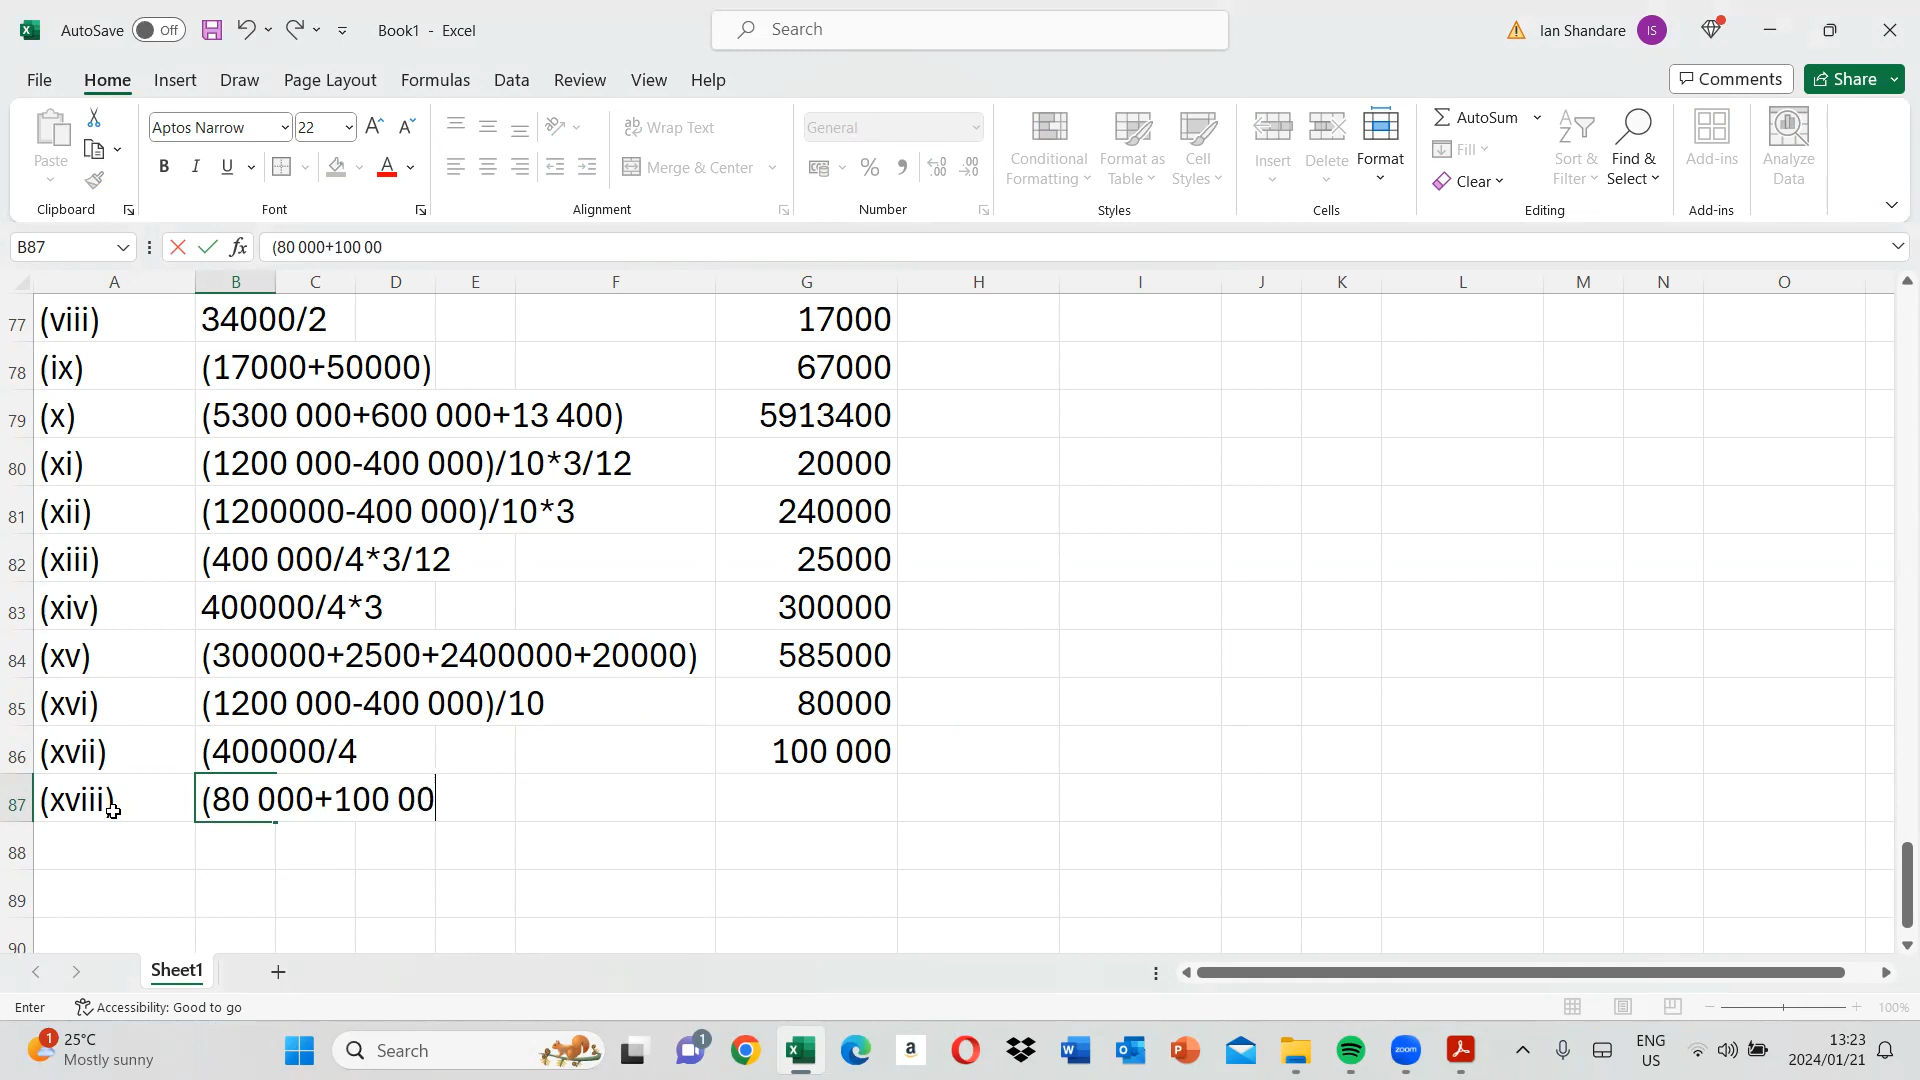 AutoSave Off Book1 - Excel Search Ian Shandare IS
File Home Insert Draw Page Layout Formulas Data Review View Help Comments Share
Paste Aptos Narrow 22 Wrap Text General Conditional Formatting Format as Table Cell Styles Insert Delete Format AutoSum Fill Clear Sort & Filter Find & Select Add-ins Analyze Data
B I U A Merge & Center
Clipboard Font Alignment Number Styles Cells Editing Add-ins
B87 fx (80 000+100 00
A B C D E F G H I J K L M N O
77 (viii) 34000/2 17000
78 (ix) (17000+50000) 67000
79 (x) (5300 000+600 000+13 400) 5913400
80 (xi) (1200 000-400 000)/10*3/12 20000
81 (xii) (1200000-400 000)/10*3 240000
82 (xiii) (400 000/4*3/12 25000
83 (xiv) 400000/4*3 300000
84 (xv) (300000+2500+2400000+20000) 585000
85 (xvi) (1200 000-400 000)/10 80000
86 (xvii) (400000/4 100 000
87 (xviii) (80 000+100 00
88
89
90
Sheet1
Enter Accessibility: Good to go 100%
1 25°C Mostly sunny Search 1 a zoom ENG US 13:23 2024/01/21